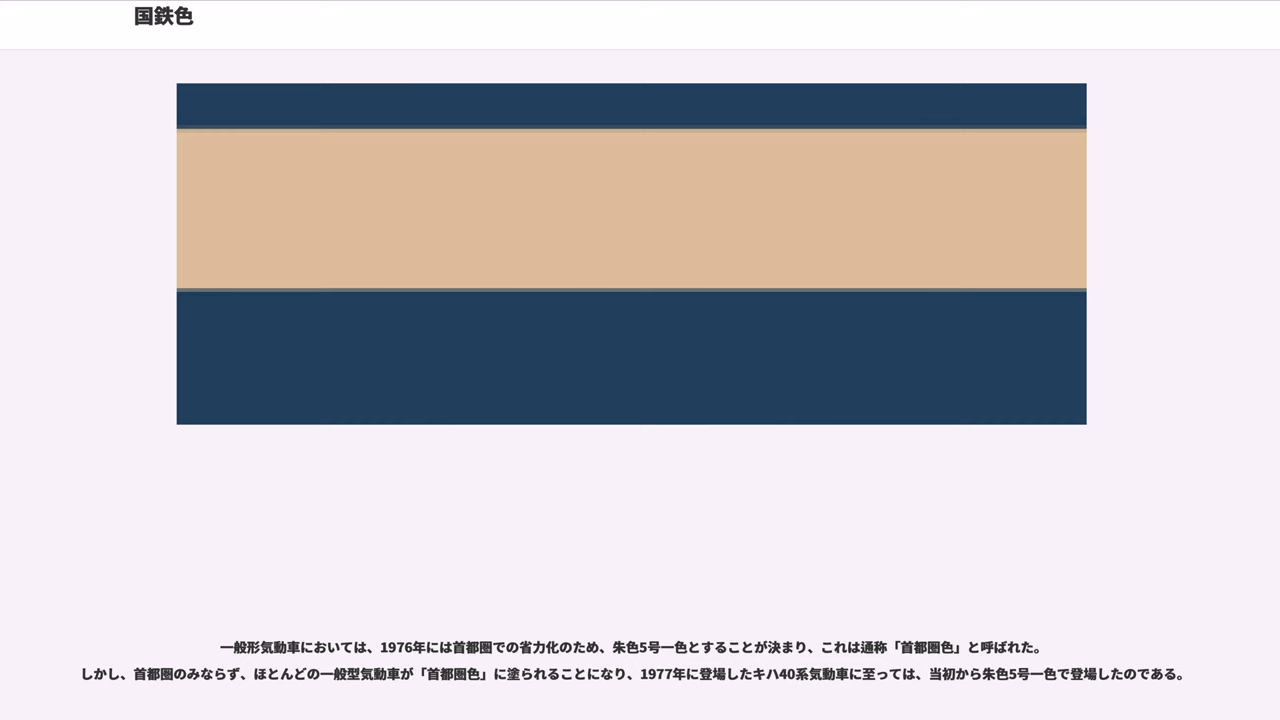 国鉄色
一般形気動車においては、1976年には首都圏での省力化のため、朱色5号一色とすることが決まり、これは通称「首都圏色」と呼ばれた。
しかし、首都圏のみならず、ほとんどの一般型気動車が「首都圏色」に塗られることになり、1977年に登場したキハ40系気動車に至っては、当初から朱色5号一色で登場したのである。